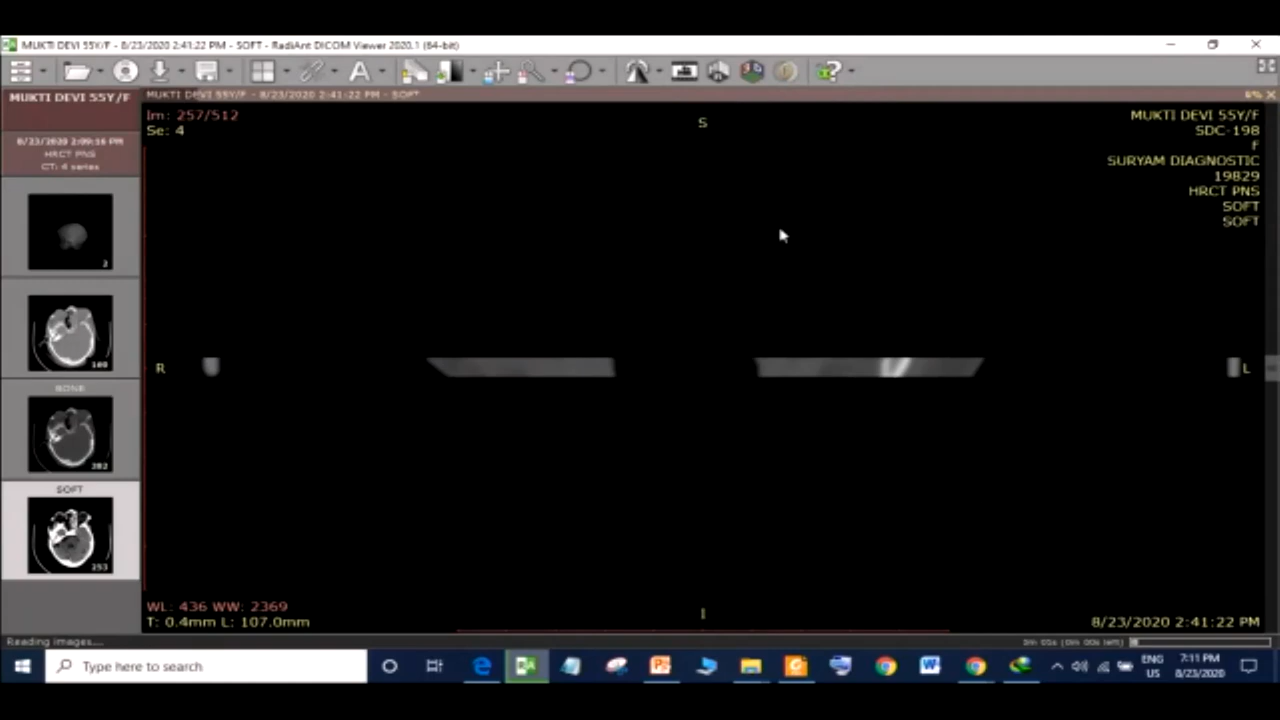 MUKTI DEVI 55Y/F - 8/23/2020 2:41:22 PM - SOFT - RadiAnt DICOM Viewer 2020.1 (64-bit)
MUKTI DEVI 55Y/F
MUKTI DEVI 55Y/F - 8/23/2020 2:41:22 PM - SOFT
8/23/2020 2:09:16 PM
HRCT PNS
CT: 4 series
2
BONE
SOFT
253
Im: 257/512
Se: 4
S
MUKTI DEVI 55Y/F
SDC-198
f
SURYAM DIAGNOSTIC
19829
HRCT PNS
SOFT
SOFT
R
L
I
WL: 436 WW: 2369
T: 0.4mm L: 107.0mm
8/23/2020 2:41:22 PM
Reading images...
Type here to search
ENG
US
7:11 PM
8/23/2020